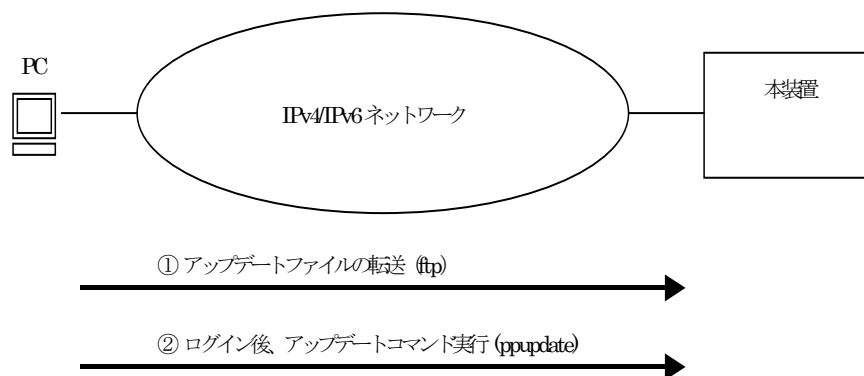 PC
IPv4/IPv6 ネットワーク
本装置
① アップデートファイルの転送 (ftp)
② ログイン後、アップデートコマンド実行 (ppupdate)